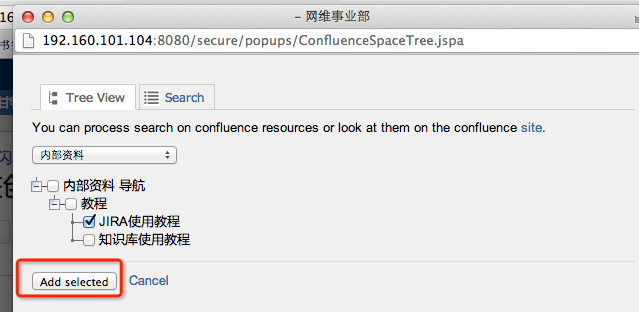 – 网维事业部
192.160.101.104:8080/secure/popups/ConfluenceSpaceTree.jspa
Tree View Search
You can process search on confluence resources or look at them on the confluence site.
内部资料
内部资料 导航
教程
JIRA使用教程
知识库使用教程
Add selected Cancel